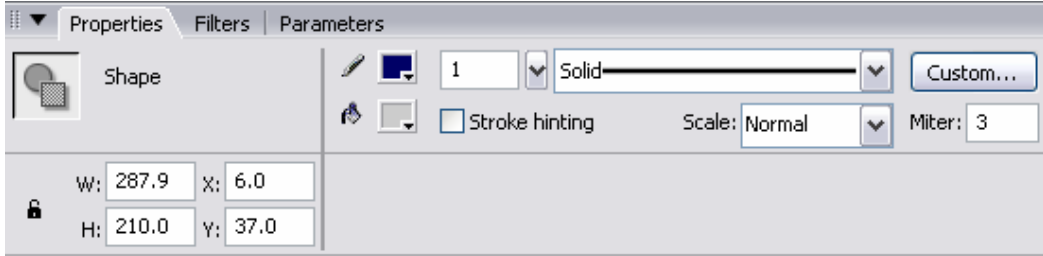 Properties Filters Parameters
Shape 1 Solid Custom...
Stroke hinting Scale: Normal Miter: 3
W: 287.9 X: 6.0
H: 210.0 Y: 37.0